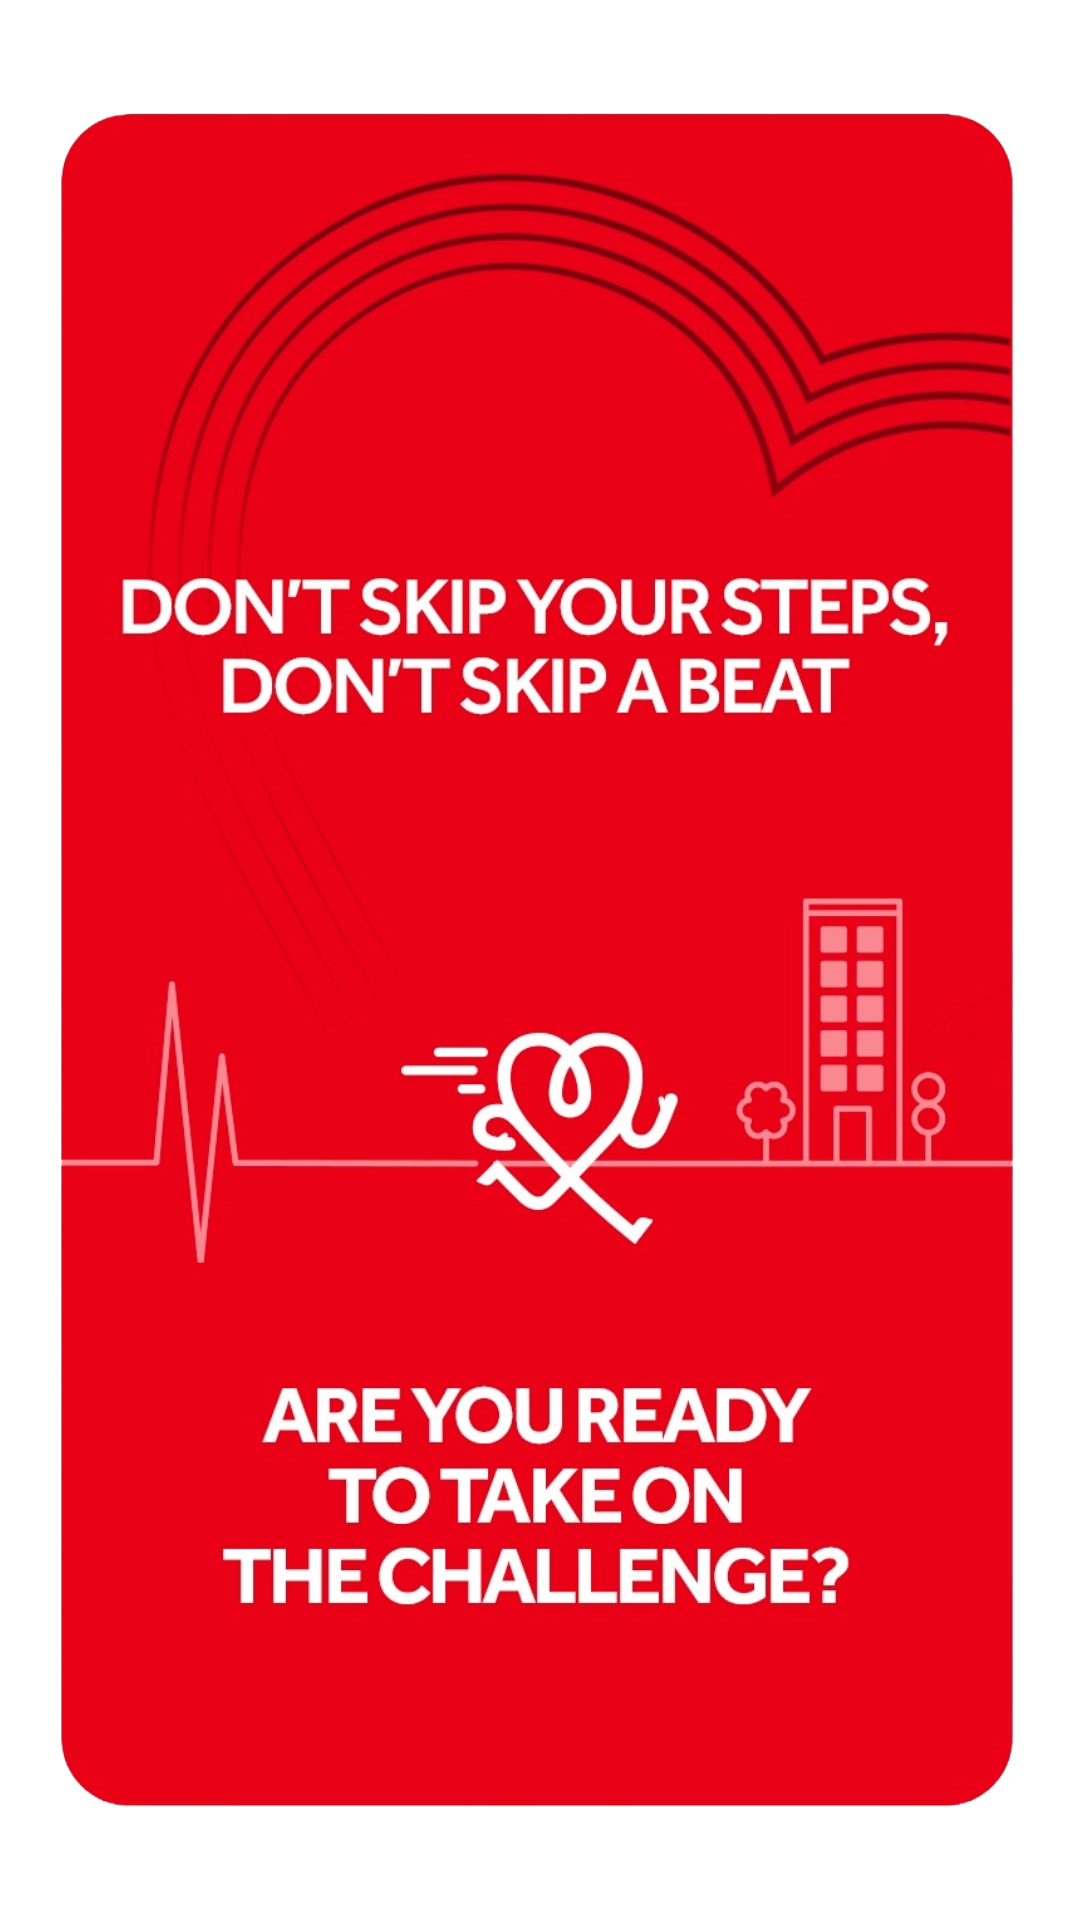 DON'T SKIP YOUR STEPS,
DON'T SKIP A BEAT
ARE YOU READY
TO TAKE ON
THE CHALLENGE?